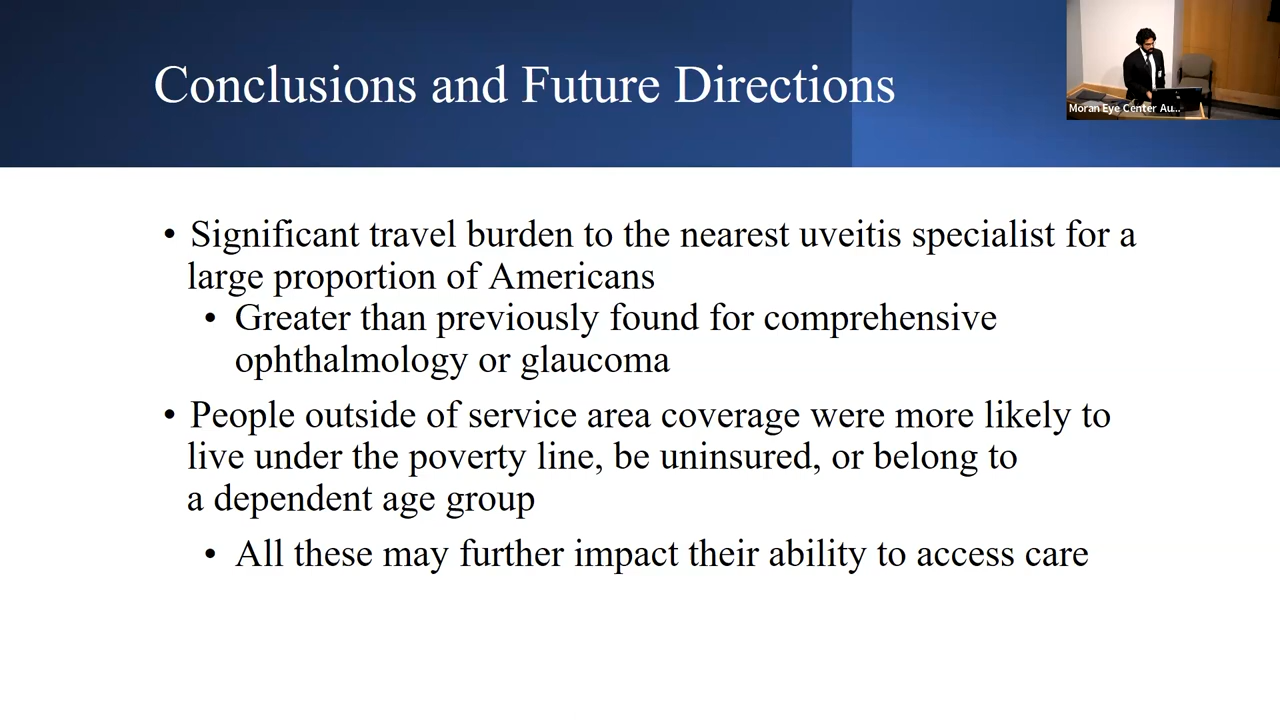 Conclusions and Future Directions
Moran Eye Center Au...
• Significant travel burden to the nearest uveitis specialist for a
large proportion of Americans
• Greater than previously found for comprehensive
ophthalmology or glaucoma
• People outside of service area coverage were more likely to
live under the poverty line, be uninsured, or belong to
a dependent age group
• All these may further impact their ability to access care